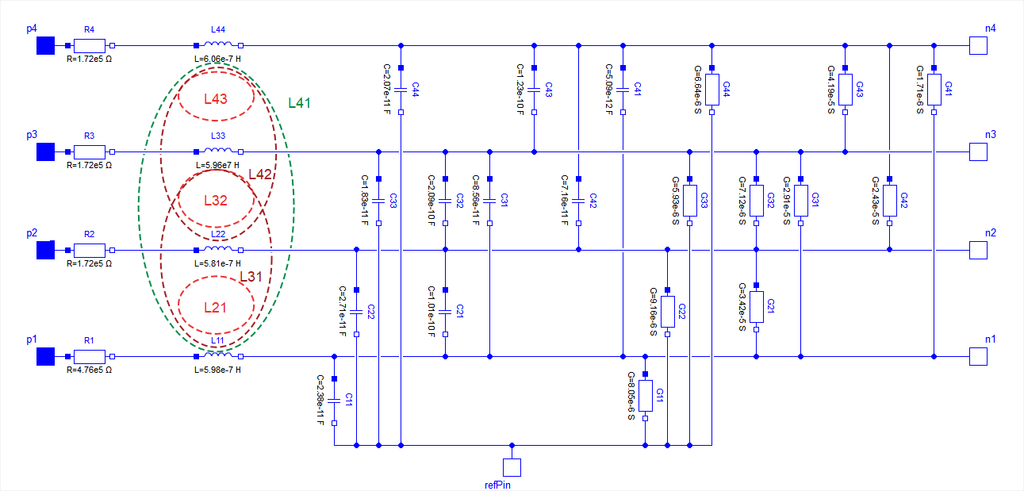 p4
R4
L44
n4
R=1.72e5 Ω
L=6.06e-7 H
C=2.07e-11 F
C44
C=1.23e-10 F
C43
C=5.09e-12 F
C41
G=6.64e-6 S
G44
G=4.19e-5 S
G43
G=1.71e-6 S
G41
L43
L41
p3
R3
L33
n3
R=1.72e5 Ω
L=5.96e7 H
L42
C=1.83e-11 F
C33
C=2.09e-10 F
C32
C=8.56e-11 F
C31
C=7.16e-11 F
C42
G=5.93e-6 S
G33
G=7.12e-6 S
G32
G=2.91e-5 S
G31
G=2.43e-5 S
G42
L32
p2
R2
L22
n2
R=1.72e5 Ω
L=5.81e-7 H
L31
C=2.71e-11 F
C22
C=1.01e-10 F
C21
G=9.16e-6 S
G22
G=3.42e-5 S
G21
L21
p1
R1
L11
n1
R=4.76e5 Ω
L=5.98e-7 H
C=2.38e-11 F
C11
G=8.05e-6 S
G11
refPin